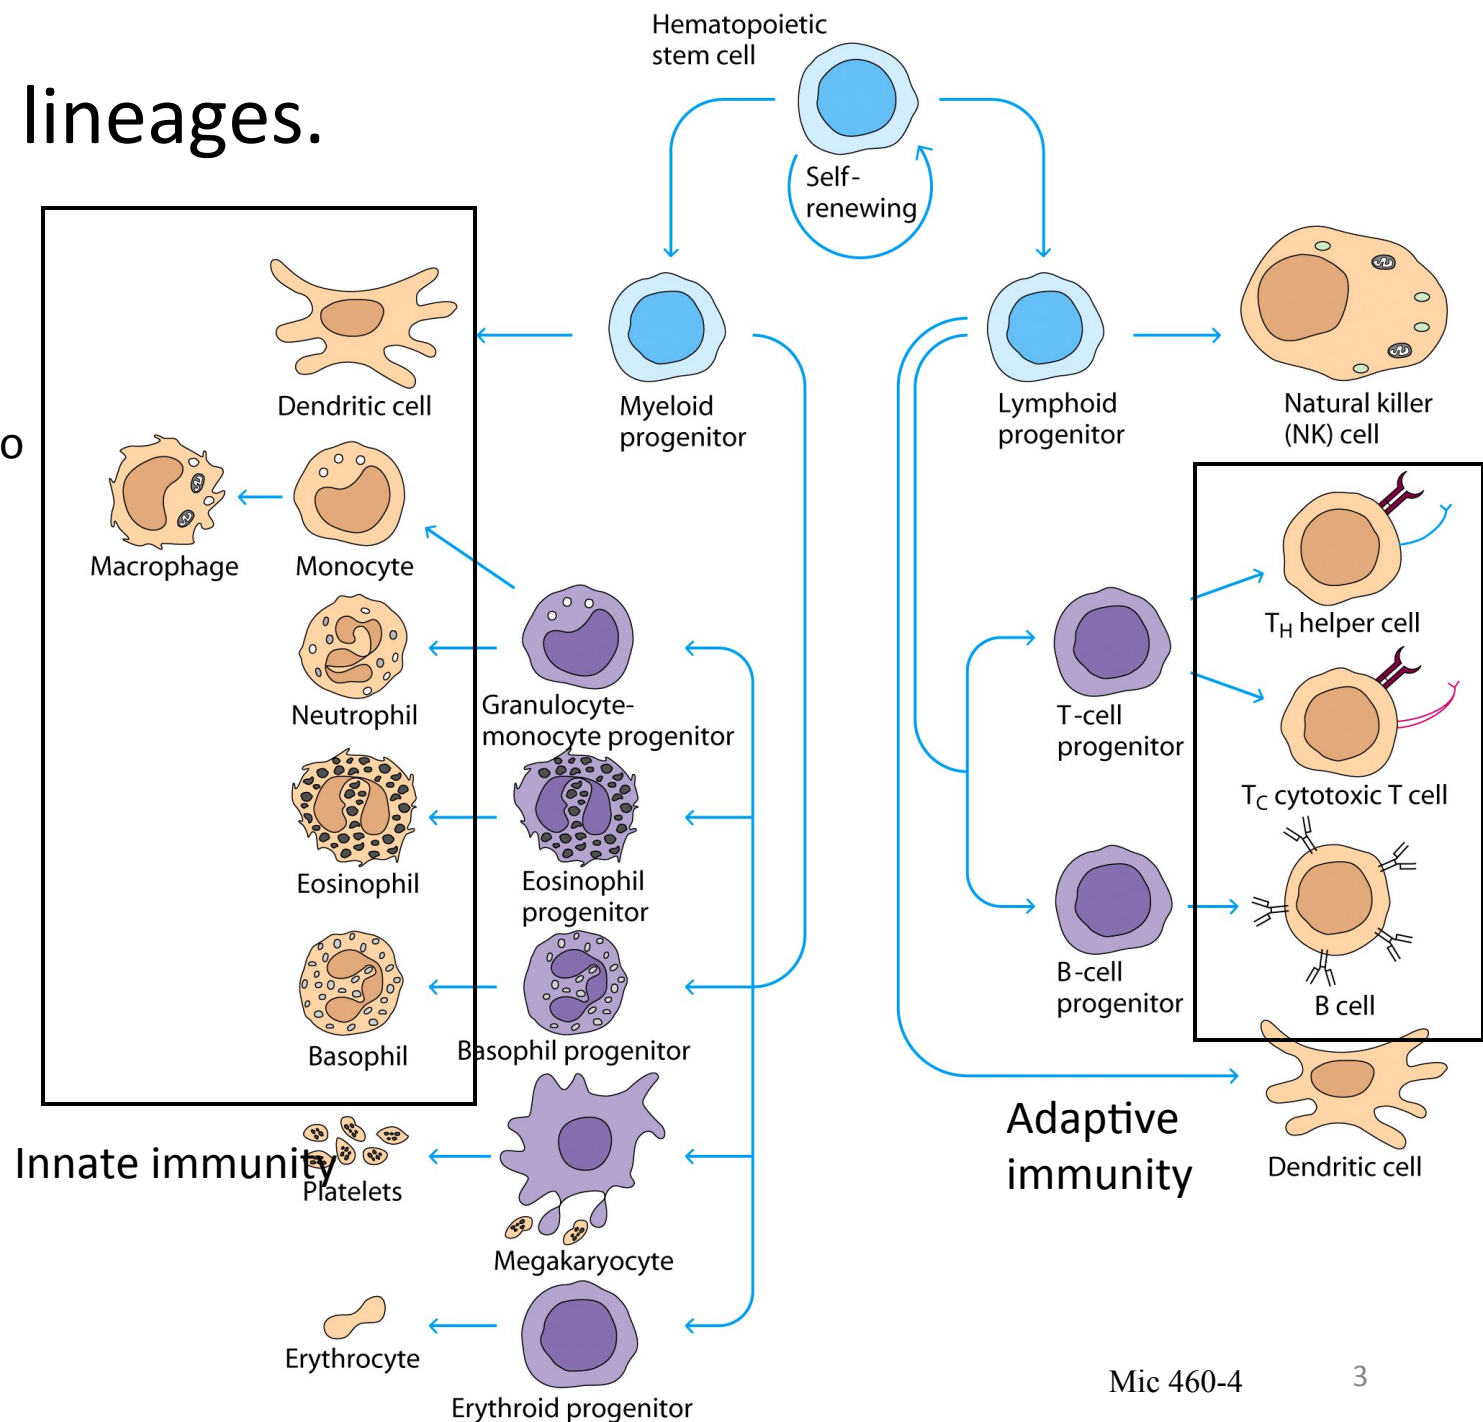 Hematopoietic
stem cell
lineages.
Self-
renewing
Dendritic cell
Myeloid
progenitor
Lymphoid
progenitor
Natural killer
(NK) cell
o
Macrophage
Monocyte
TH helper cell
Neutrophil
Granulocyte-
monocyte progenitor
T-cell
progenitor
TC cytotoxic T cell
Eosinophil
Eosinophil
progenitor
B-cell
progenitor
B cell
Basophil
Basophil progenitor
Adaptive
immunity
Dendritic cell
Innate immunity
Platelets
Megakaryocyte
Erythrocyte
Erythroid progenitor
Mic 460-4
3